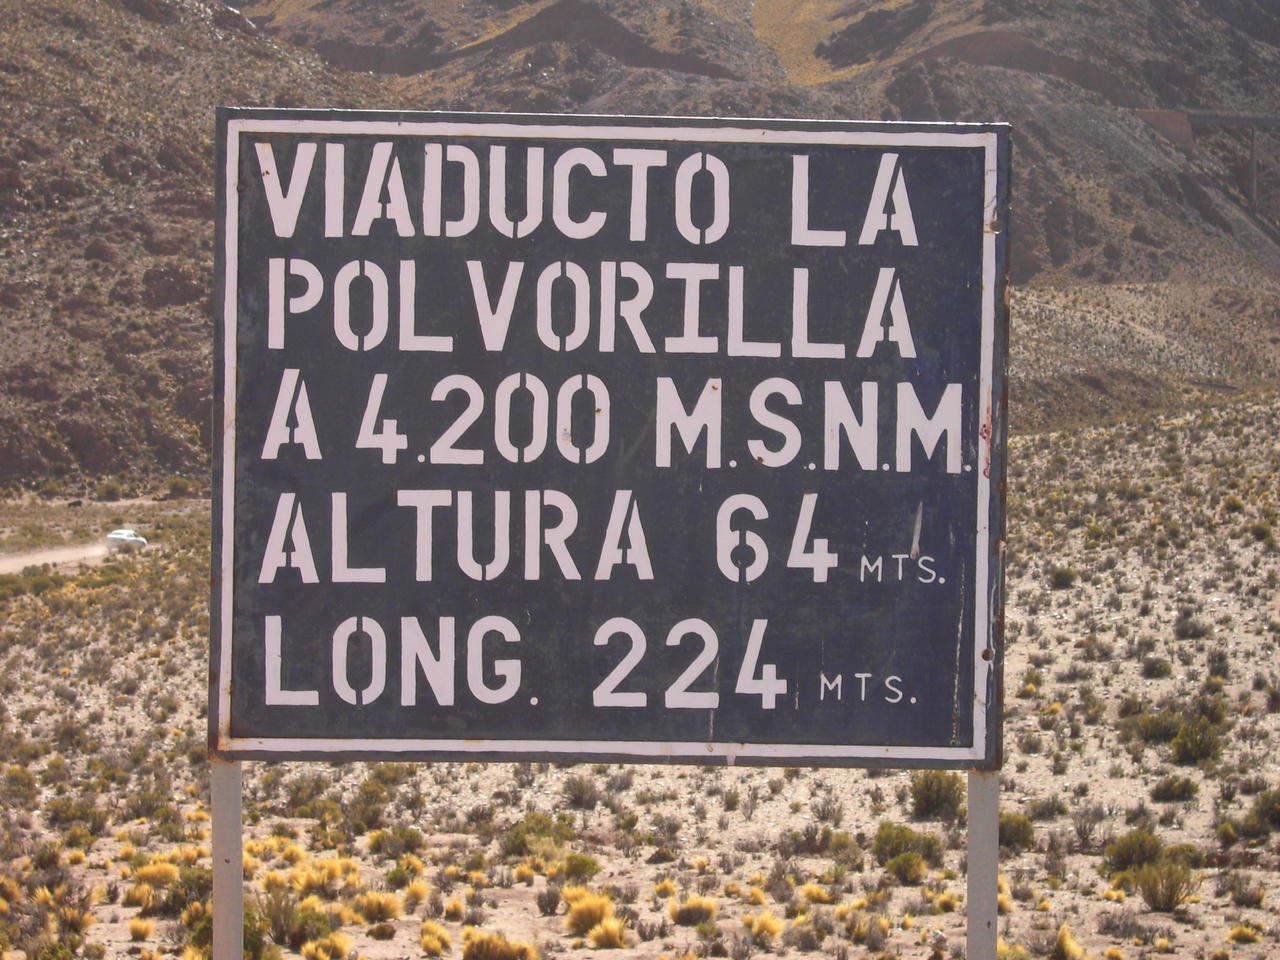 VIADUCTO LA
POLVORILLA
A 4.200 M.S.N.M.
ALTURA 64 MTS.
LONG. 224 MTS.